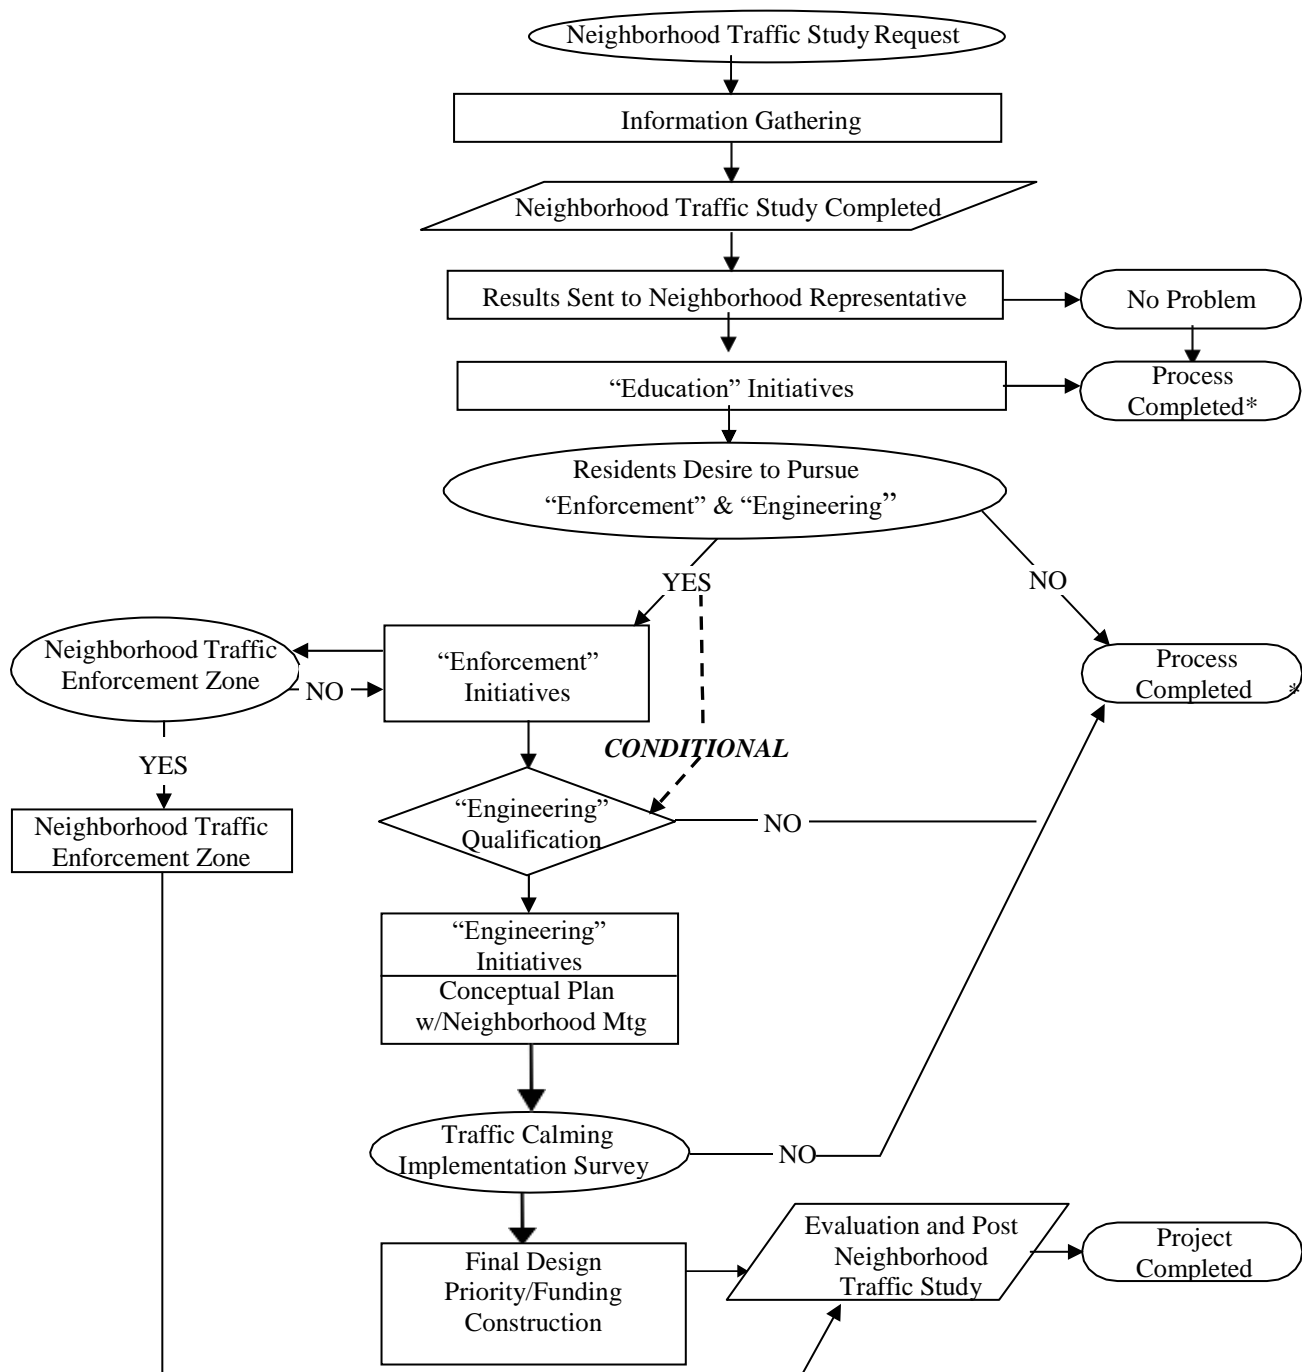 Neighborhood Traffic Study Request
Information Gathering
Neighborhood Traffic Study Completed
Results Sent to Neighborhood Representative
No Problem
“Education” Initiatives
Process
Completed*
Residents Desire to Pursue
“Enforcement” & “Engineering”
YES
NO
Neighborhood Traffic
Enforcement Zone
NO
“Enforcement”
Initiatives
Process
Completed *
CONDITIONAL
YES
Neighborhood Traffic
Enforcement Zone
“Engineering”
Qualification
NO
“Engineering”
Initiatives
Conceptual Plan
w/Neighborhood Mtg
Traffic Calming
Implementation Survey
NO
Final Design
Priority/Funding
Construction
Evaluation and Post
Neighborhood
Traffic Study
Project
Completed